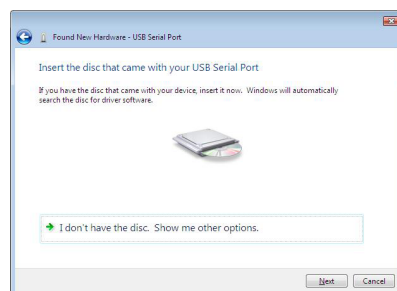 Found New Hardware - USB Serial Port
Insert the disc that came with your USB Serial Port
If you have the disc that came with your device, insert it now.  Windows will automatically
search the disc for driver software.
I don't have the disc.  Show me other options.
Next
Cancel